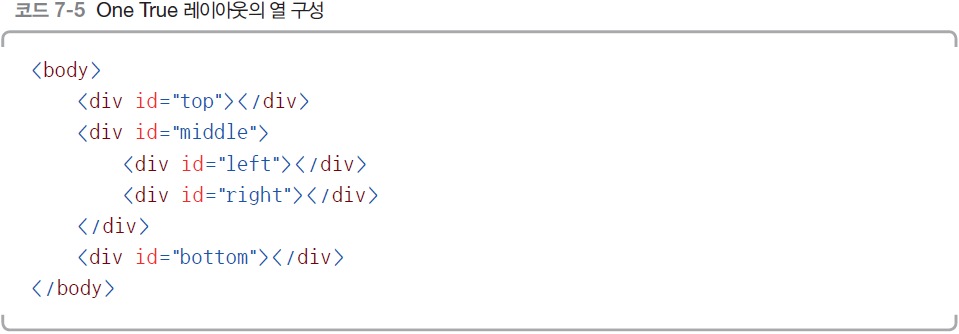 코드 7-5 One True 레이아웃의 열 구성
<body>
    <div id="top"></div>
    <div id="middle">
        <div id="left"></div>
        <div id="right"></div>
    </div>
    <div id="bottom"></div>
</body>